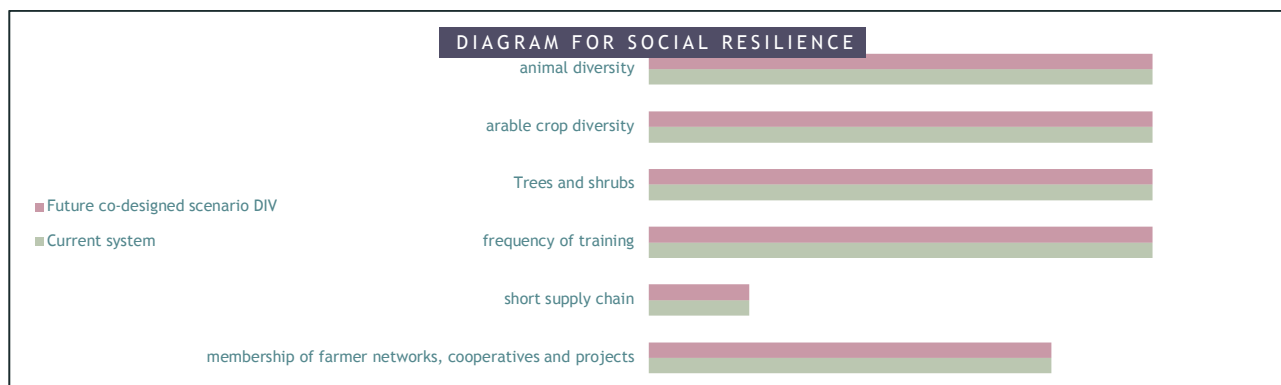 DIAGRAM FOR SOCIAL RESILIENCE
animal diversity
arable crop diversity
Trees and shrubs
Future co-designed scenario DIV
Current system
frequency of training
short supply chain
membership of farmer networks, cooperatives and projects